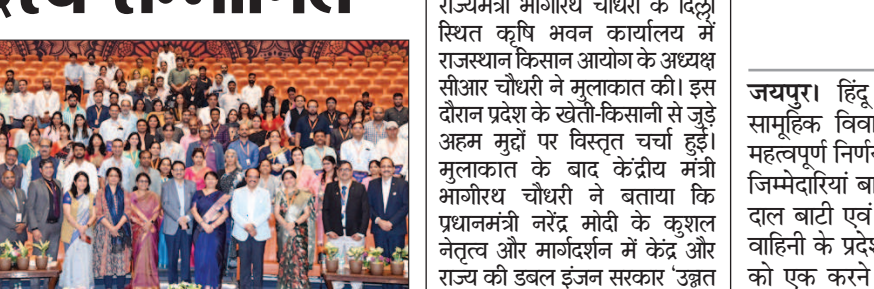 राज्यमंत्री भागीरथ चौधरी के दिल्ली
स्थित कृषि भवन कार्यालय में
राजस्थान किसान आयोग के अध्यक्ष
सीआर चौधरी ने मुलाकात की। इस
दौरान प्रदेश के खेती-किसानी से जुड़े
अहम मुद्दों पर विस्तृत चर्चा हुई।
मुलाकात के बाद केंद्रीय मंत्री
भागीरथ चौधरी ने बताया कि
प्रधानमंत्री नरेंद्र मोदी के कुशल
नेतृत्व और मार्गदर्शन में केंद्र और
राज्य की डबल इंजन सरकार ‘उन्नत
जयपुर। हिंदू
सामूहिक
महत्वपूर्ण
जिम्मेदारियां
दाल बाटी एवं
वाहिनी के
को एक करने